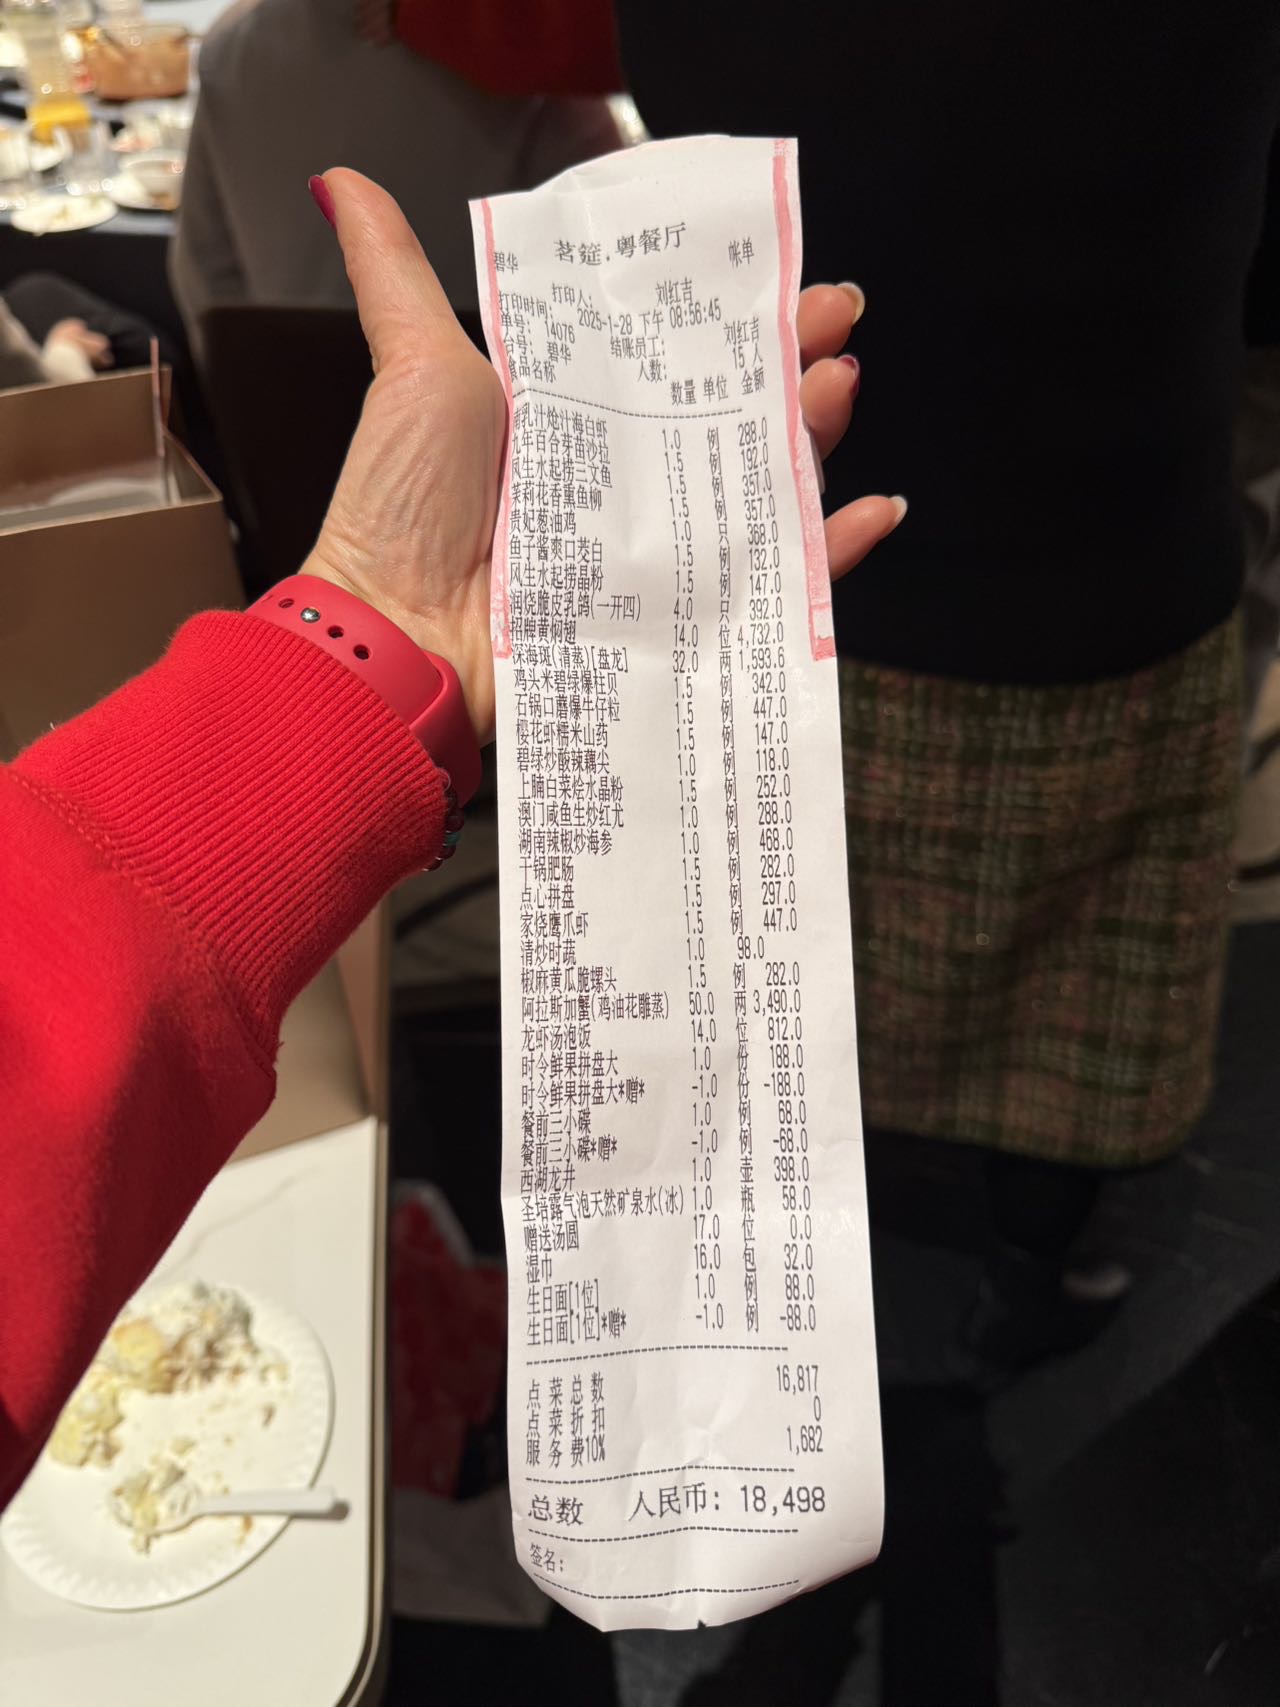 碧华 茗筵.粤餐厅 帐单
打印人: 刘红吉
打印时间: 2025-1-28 下午 08:56:45
单号: 14076 结账员工: 刘红吉
台号: 碧华 人数: 15 人
食品名称 数量 单位 金额
南乳汁炝汁海白虾 1.0 例 288.0
九年百合芽苗沙拉 1.5 例 192.0
风生水起捞三文鱼 1.5 例 357.0
茉莉花香熏鱼柳 1.5 例 357.0
贵妃葱油鸡 1.0 只 368.0
鱼子酱爽口茭白 1.5 例 132.0
风生水起捞晶粉 1.5 例 147.0
润烧脆皮乳鸽(一开四) 4.0 只 392.0
招牌黄焖翅 14.0 位 4,732.0
深海斑(清蒸)[盘龙] 32.0 两 1,593.6
鸡头米碧绿爆柱贝 1.5 例 342.0
石锅口蘑爆牛仔粒 1.5 例 447.0
樱花虾糯米山药 1.5 例 147.0
碧绿炒酸辣藕尖 1.0 例 118.0
上腩白菜烩水晶粉 1.5 例 252.0
澳门咸鱼生炒红尤 1.0 例 288.0
湖南辣椒炒海参 1.0 例 468.0
干锅肥肠 1.5 例 282.0
点心拼盘 1.5 例 297.0
家烧鹰爪虾 1.5 例 447.0
清炒时蔬 1.0 98.0
椒麻黄瓜脆螺头 1.5 例 282.0
阿拉斯加蟹(鸡油花雕蒸) 50.0 两 3,490.0
龙虾汤泡饭 14.0 位 812.0
时令鲜果拼盘大 1.0 份 188.0
时令鲜果拼盘大*赠* -1.0 份 -188.0
餐前三小碟 1.0 例 68.0
餐前三小碟*赠* -1.0 例 -68.0
西湖龙井 1.0 壶 398.0
圣培露气泡天然矿泉水(冰) 1.0 瓶 58.0
赠送汤圆 17.0 位 0.0
湿巾 16.0 包 32.0
生日面[1位] 1.0 例 88.0
生日面[1位]*赠* -1.0 例 -88.0
点菜总数 16,817
点菜折扣 0
服务费10% 1,682
总数 人民币: 18,498
签名: